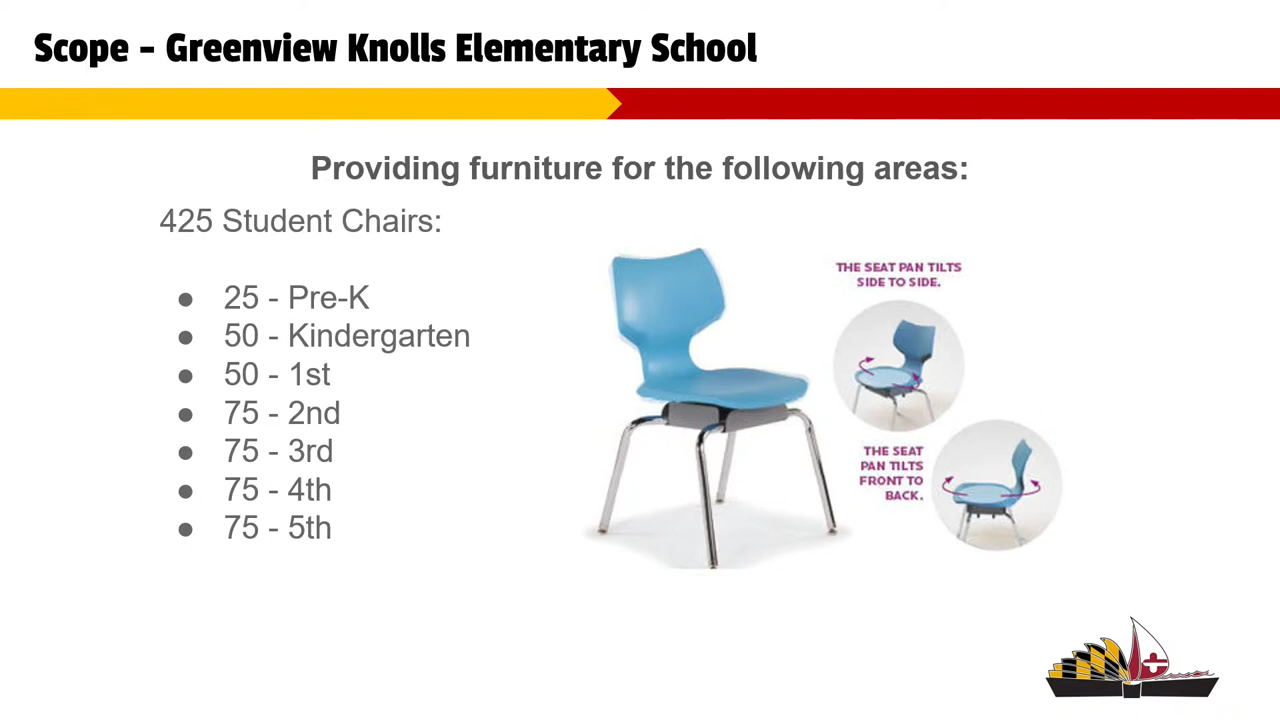 Scope – Greenview Knolls Elementary School
Providing furniture for the following areas:
425 Student Chairs:
● 25 - Pre-K
● 50 - Kindergarten
● 50 - 1st
● 75 - 2nd
● 75 - 3rd
● 75 - 4th
● 75 - 5th
THE SEAT PAN TILTS
SIDE TO SIDE.
THE SEAT
PAN TILTS
FRONT TO
BACK.